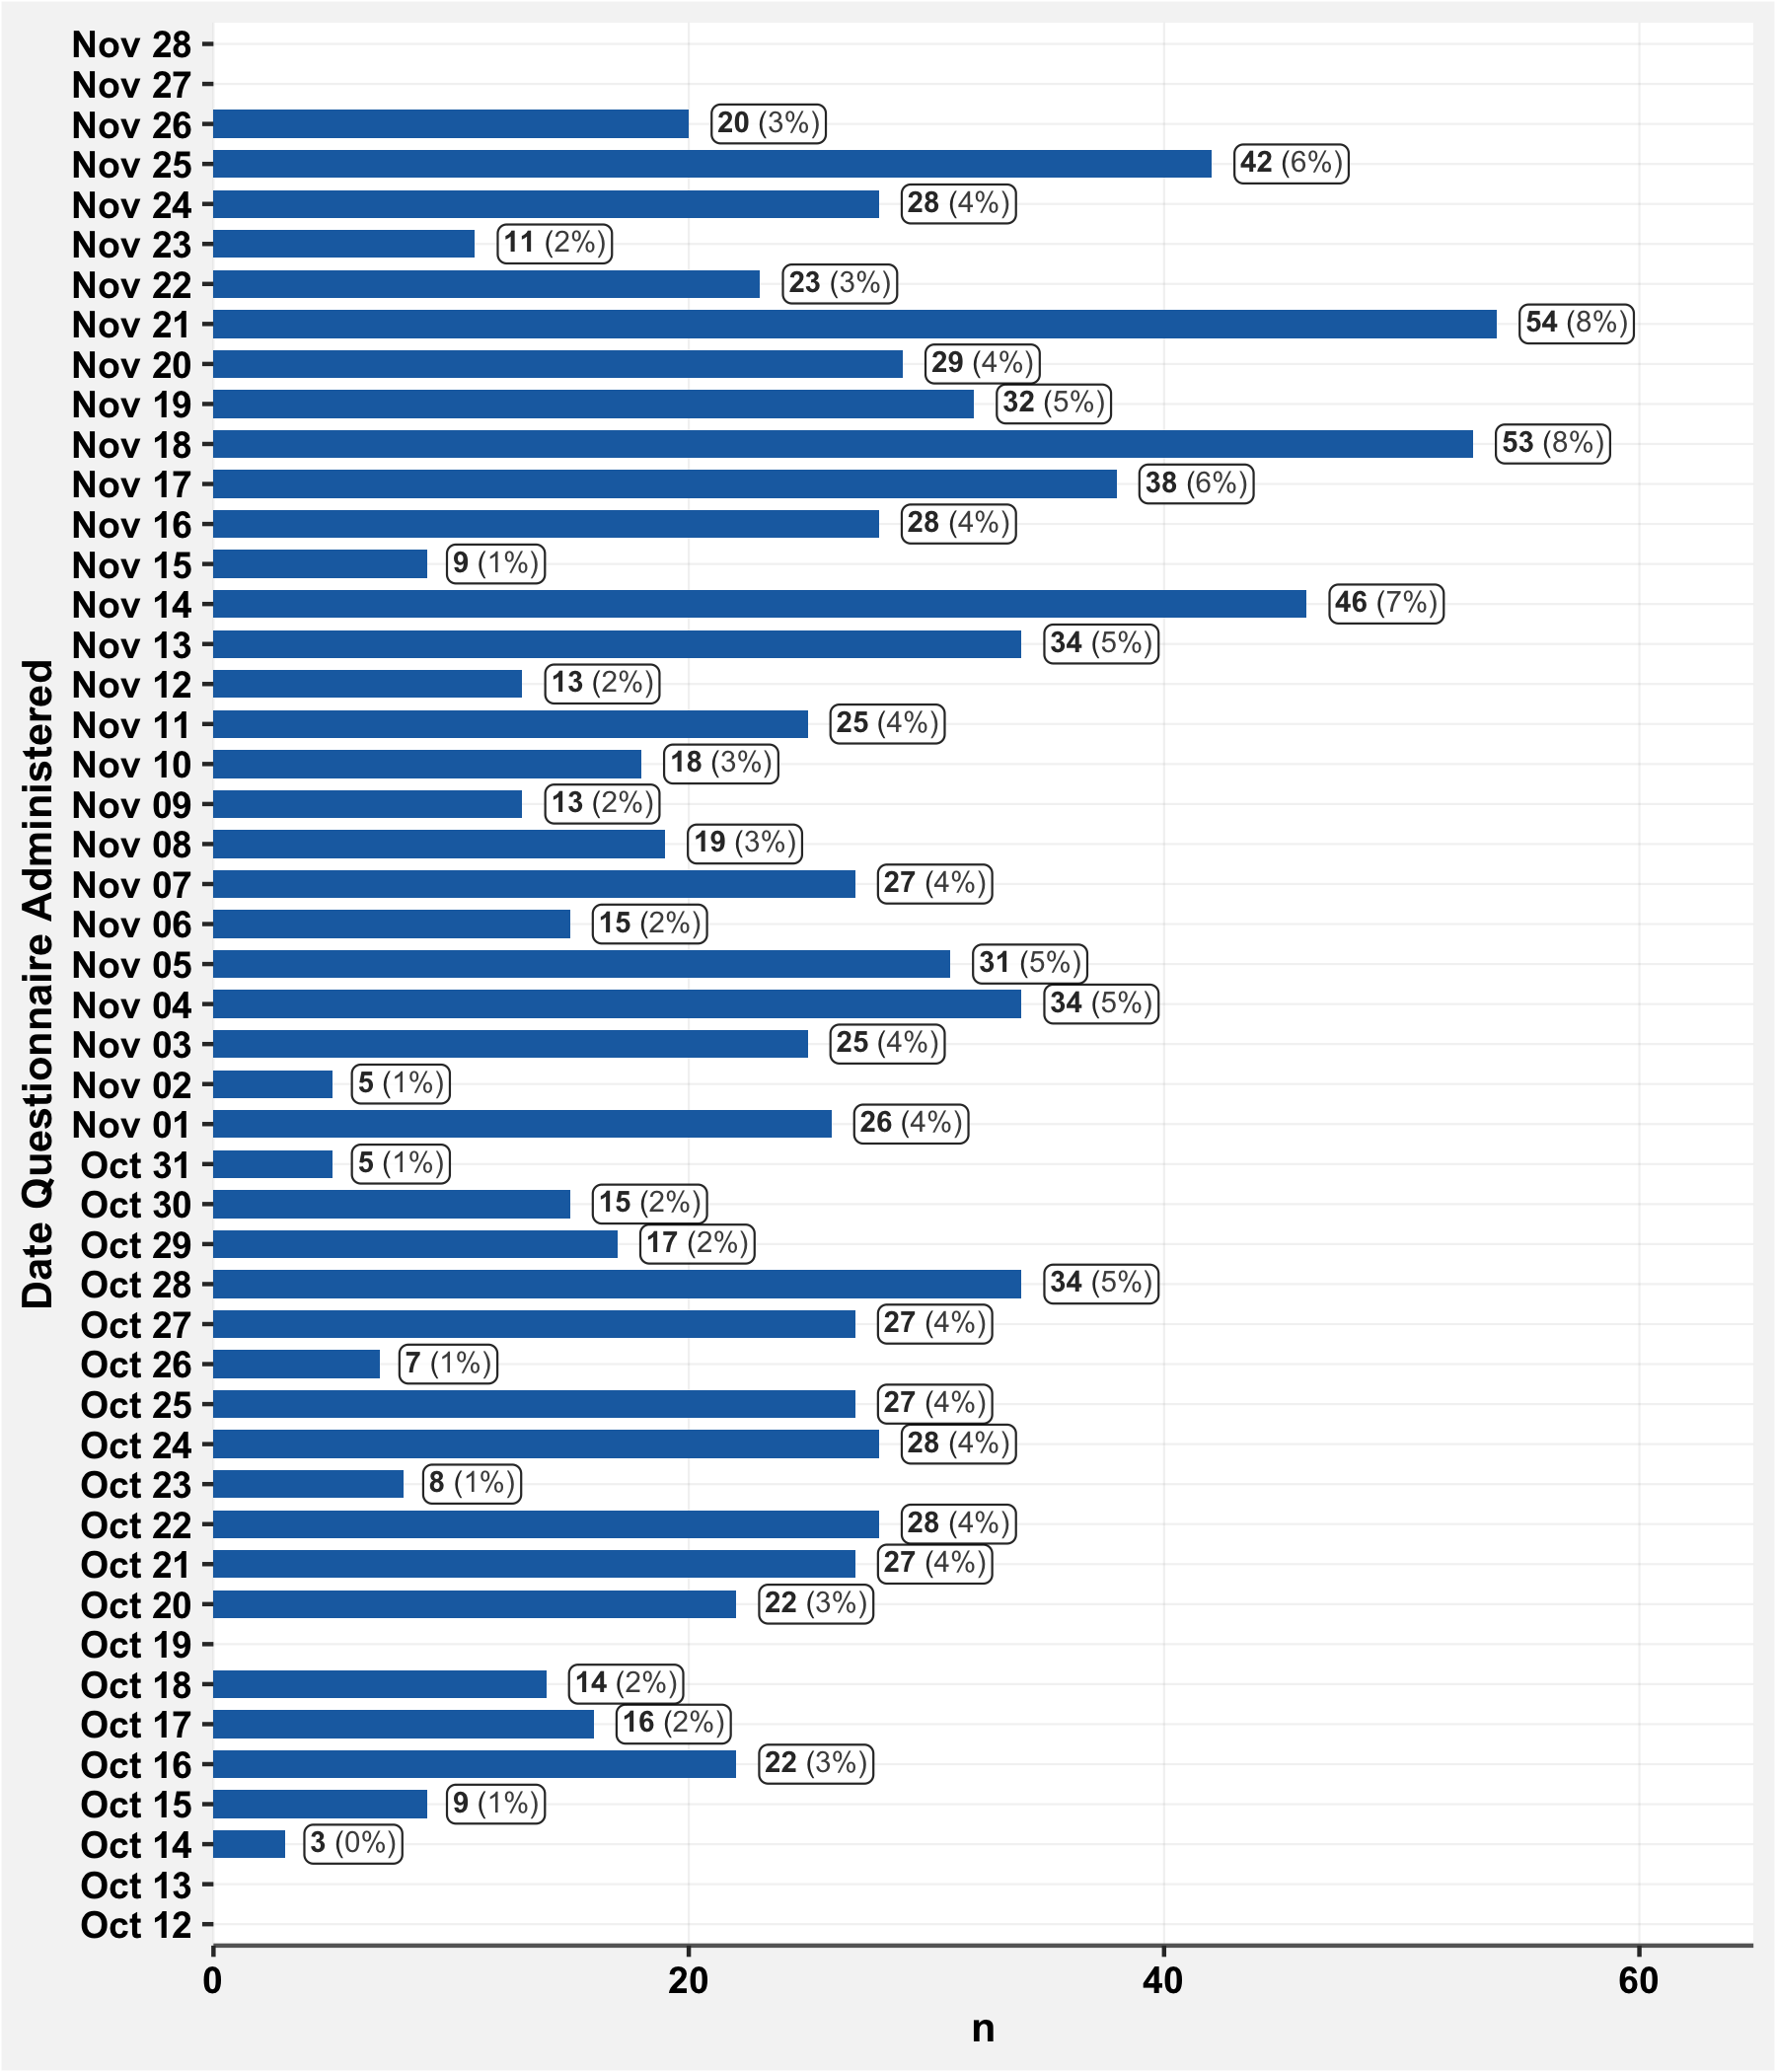 Date Questionnaire Administered
Nov 28
Nov 27
Nov 26 20 (3%)
Nov 25 42 (6%)
Nov 24 28 (4%)
Nov 23 11 (2%)
Nov 22 23 (3%)
Nov 21 54 (8%)
Nov 20 29 (4%)
Nov 19 32 (5%)
Nov 18 53 (8%)
Nov 17 38 (6%)
Nov 16 28 (4%)
Nov 15 9 (1%)
Nov 14 46 (7%)
Nov 13 34 (5%)
Nov 12 13 (2%)
Nov 11 25 (4%)
Nov 10 18 (3%)
Nov 09 13 (2%)
Nov 08 19 (3%)
Nov 07 27 (4%)
Nov 06 15 (2%)
Nov 05 31 (5%)
Nov 04 34 (5%)
Nov 03 25 (4%)
Nov 02 5 (1%)
Nov 01 26 (4%)
Oct 31 5 (1%)
Oct 30 15 (2%)
Oct 29 17 (2%)
Oct 28 34 (5%)
Oct 27 27 (4%)
Oct 26 7 (1%)
Oct 25 27 (4%)
Oct 24 28 (4%)
Oct 23 8 (1%)
Oct 22 28 (4%)
Oct 21 27 (4%)
Oct 20 22 (3%)
Oct 19
Oct 18 14 (2%)
Oct 17 16 (2%)
Oct 16 22 (3%)
Oct 15 9 (1%)
Oct 14 3 (0%)
Oct 13
Oct 12
0 20 40 60
n